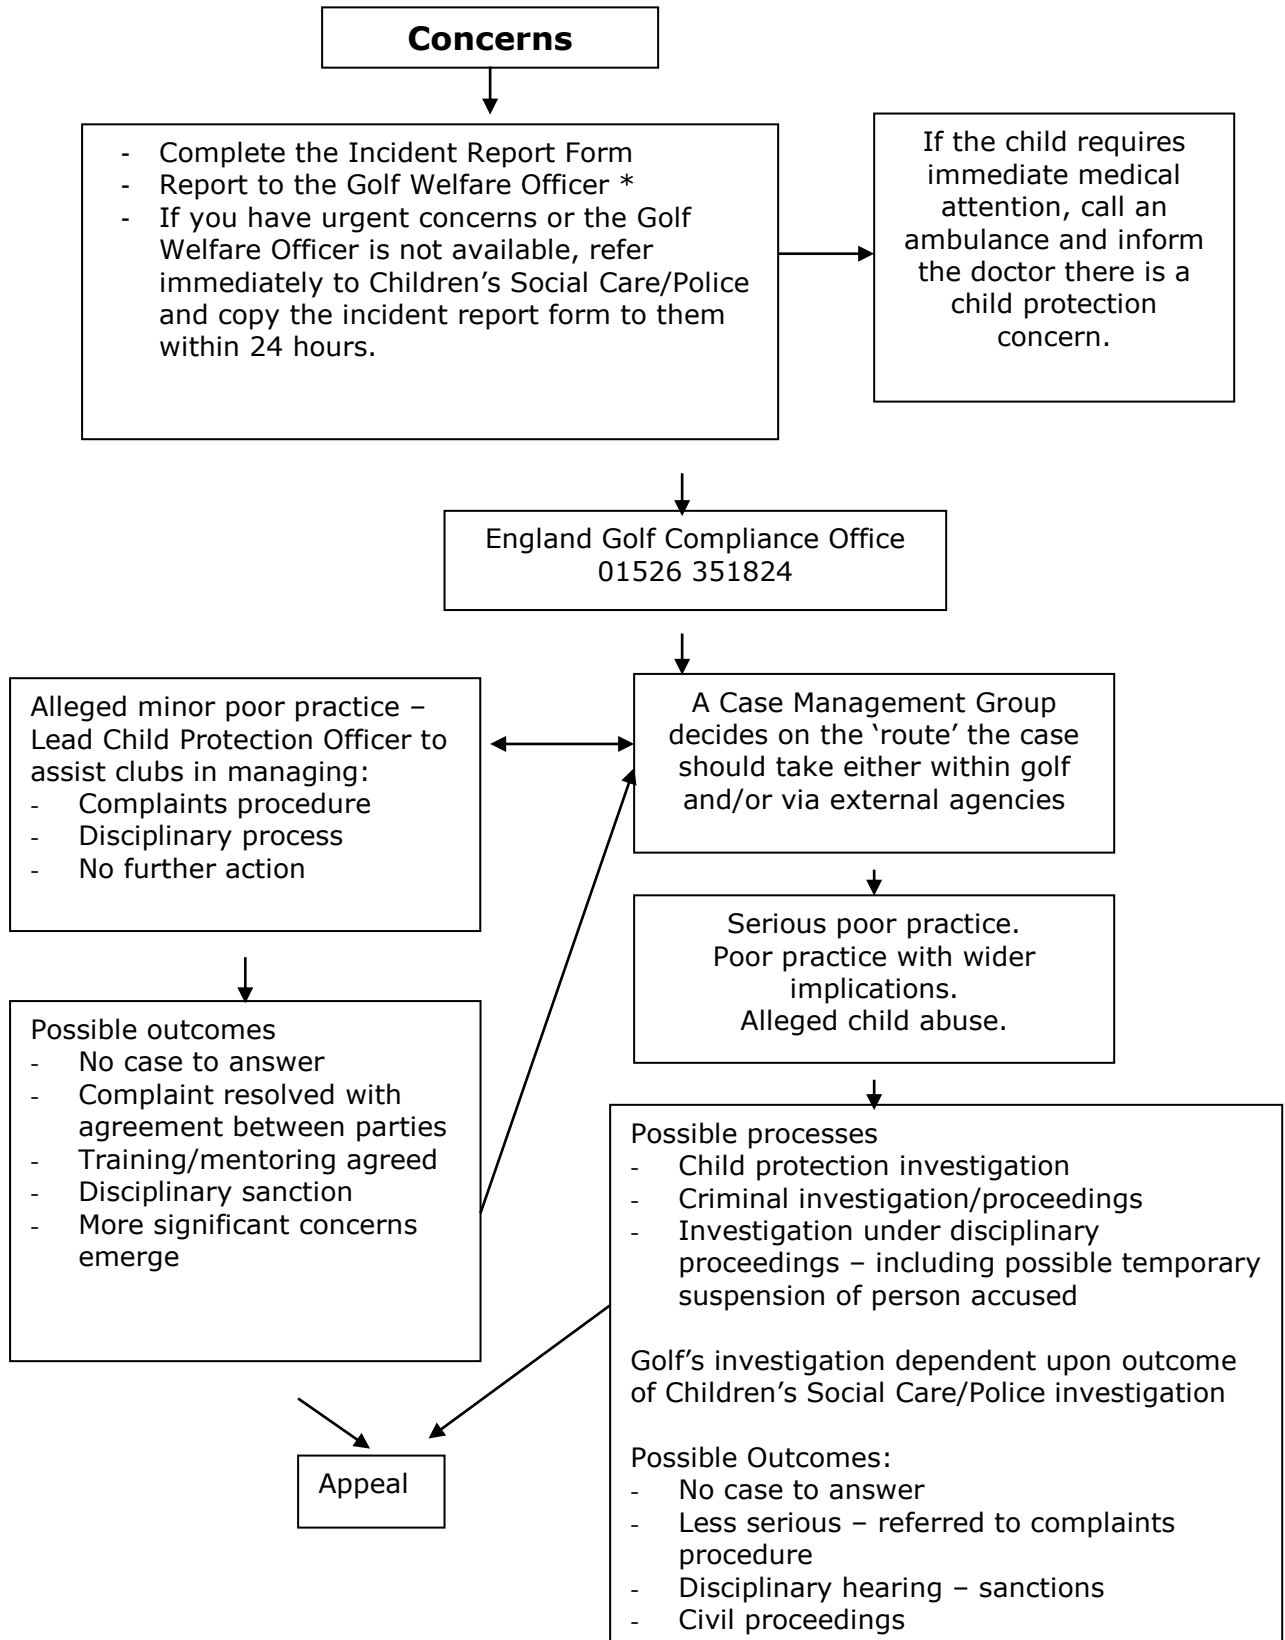 Concerns
- Complete the Incident Report Form
- Report to the Golf Welfare Officer *
- If you have urgent concerns or the Golf
Welfare Officer is not available, refer
immediately to Children’s Social Care/Police
and copy the incident report form to them
within 24 hours.
If the child requires
immediate medical
attention, call an
ambulance and inform
the doctor there is a
child protection
concern.
England Golf Compliance Office
01526 351824
Alleged minor poor practice –
Lead Child Protection Officer to
assist clubs in managing:
- Complaints procedure
- Disciplinary process
- No further action
A Case Management Group
decides on the ‘route’ the case
should take either within golf
and/or via external agencies
Serious poor practice.
Poor practice with wider
implications.
Alleged child abuse.
Possible outcomes
- No case to answer
- Complaint resolved with
agreement between parties
- Training/mentoring agreed
- Disciplinary sanction
- More significant concerns
emerge
Possible processes
- Child protection investigation
- Criminal investigation/proceedings
- Investigation under disciplinary
proceedings – including possible temporary
suspension of person accused
Golf’s investigation dependent upon outcome
of Children’s Social Care/Police investigation
Possible Outcomes:
- No case to answer
- Less serious – referred to complaints
procedure
- Disciplinary hearing – sanctions
- Civil proceedings
Appeal